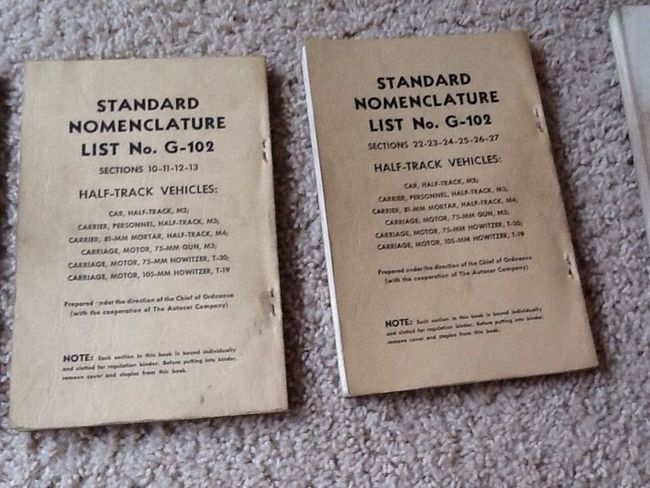 STANDARD
NOMENCLATURE
LIST No. G-102
SECTIONS 10-11-12-13
HALF-TRACK VEHICLES:
CAR, HALF-TRACK, M2;
CARRIER, PERSONNEL, HALF-TRACK, M3;
CARRIER, 81-MM MORTAR, HALF-TRACK, M4;
CARRIAGE, MOTOR, 75-MM GUN, M3;
CARRIAGE, MOTOR, 75-MM HOWITZER, T-30;
CARRIAGE, MOTOR, 105-MM HOWITZER, T-19
Prepared under the direction of the Chief of Ordnance
(with the cooperation of The Autocar Company)
NOTE: Each section in this book is bound individually
and slotted for regulation binder. Before putting into binder,
remove cover and staples from this book.
STANDARD
NOMENCLATURE
LIST No. G-102
SECTIONS 22-23-24-25-26-27
HALF-TRACK VEHICLES:
CAR, HALF-TRACK, M2;
CARRIER, PERSONNEL, HALF-TRACK, M3;
CARRIER, 81-MM MORTAR, HALF-TRACK, M4;
CARRIAGE, MOTOR, 75-MM GUN, M3;
CARRIAGE, MOTOR, 75-MM HOWITZER, T-30;
CARRIAGE, MOTOR, 105-MM HOWITZER, T-19
Prepared under the direction of the Chief of Ordnance
(with the cooperation of The Autocar Company)
NOTE: Each section in this book is bound individually
and slotted for regulation binder. Before putting into binder,
remove cover and staples from this book.